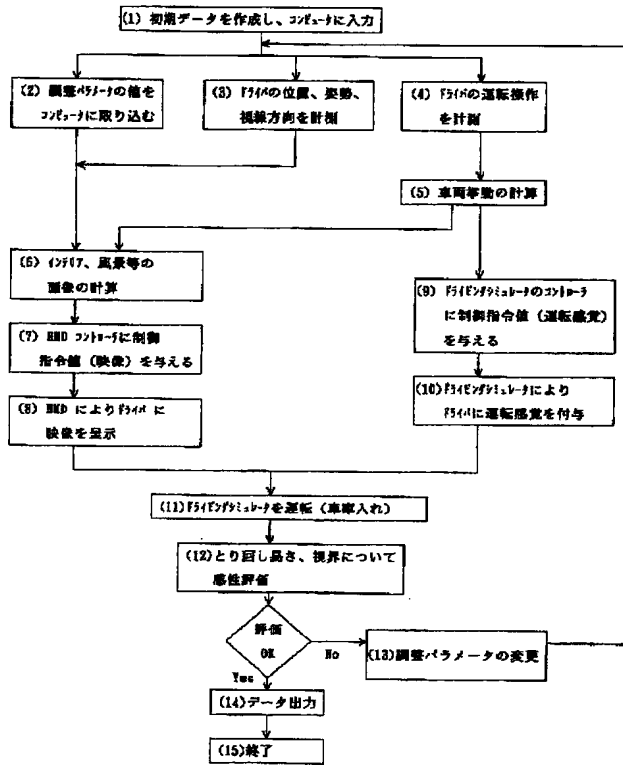 (1) 初期データを作成し、コンピュータに入力
(2) 調整パラメータの値を
コンピュータに取り込む
(3) ドライバの位置、姿勢、
視線方向を計測
(4) ドライバの運転操作
を計測
(5) 車両挙動の計算
(6) インテリア、風景等の
画像の計算
(7) HMD コントローラに制御
指令値（映像）を与える
(8) HMD によりドライバに
映像を呈示
(9) ドライビングシミュレータのコントローラ
に制御指令値（運転感覚）
を与える
(10)ドライビングシミュレータにより
ドライバに運転感覚を付与
(11)ドライビングシミュレータを運転（車庫入れ）
(12)とり回し易さ、視界について
感性評価
評価
OK
No
Yes
(13)調整パラメータの変更
(14)データ出力
(15)終了